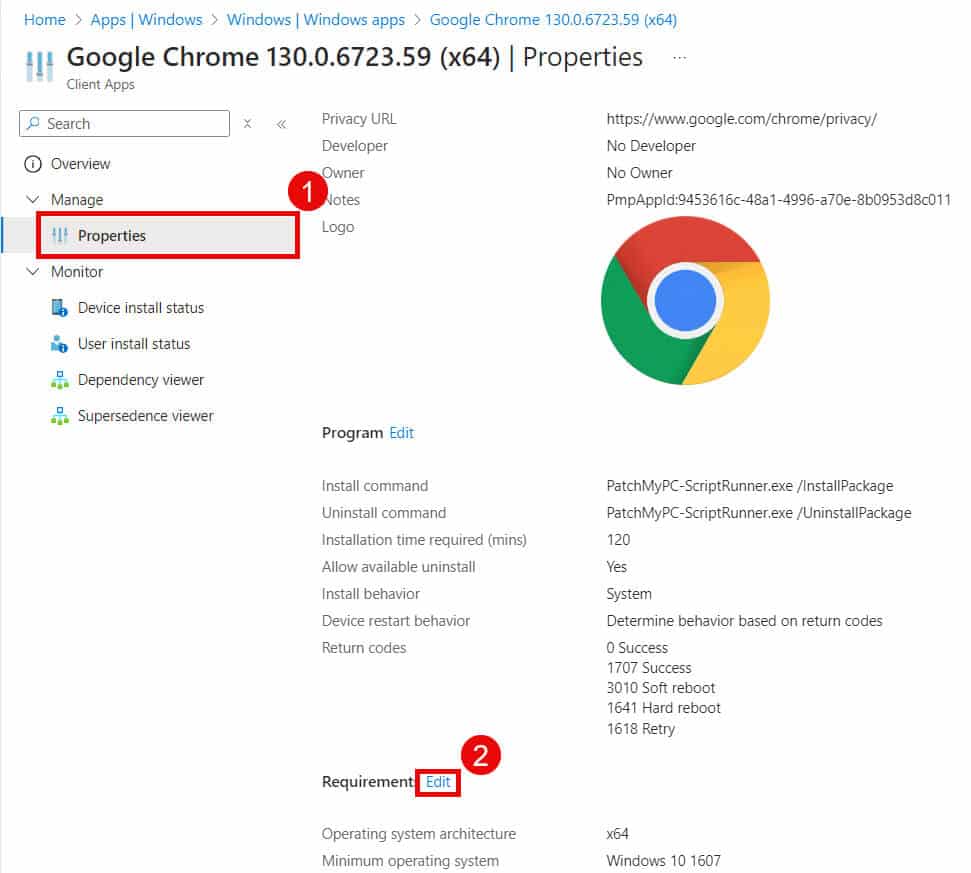 Home > Apps | Windows > Windows | Windows apps > Google Chrome 130.0.6723.59 (x64)
Google Chrome 130.0.6723.59 (x64) | Properties ...
Client Apps
Search
Overview
Manage
Properties
Monitor
Device install status
User install status
Dependency viewer
Supersedence viewer
1
Privacy URL https://www.google.com/chrome/privacy/
Developer No Developer
Owner No Owner
Notes PmpAppId:9453616c-48a1-4996-a70e-8b0953d8c011
Logo
Program Edit
Install command PatchMyPC-ScriptRunner.exe /InstallPackage
Uninstall command PatchMyPC-ScriptRunner.exe /UninstallPackage
Installation time required (mins) 120
Allow available uninstall Yes
Install behavior System
Device restart behavior Determine behavior based on return codes
Return codes 0 Success
1707 Success
3010 Soft reboot
1641 Hard reboot
1618 Retry
2
Requirements Edit
Operating system architecture x64
Minimum operating system Windows 10 1607